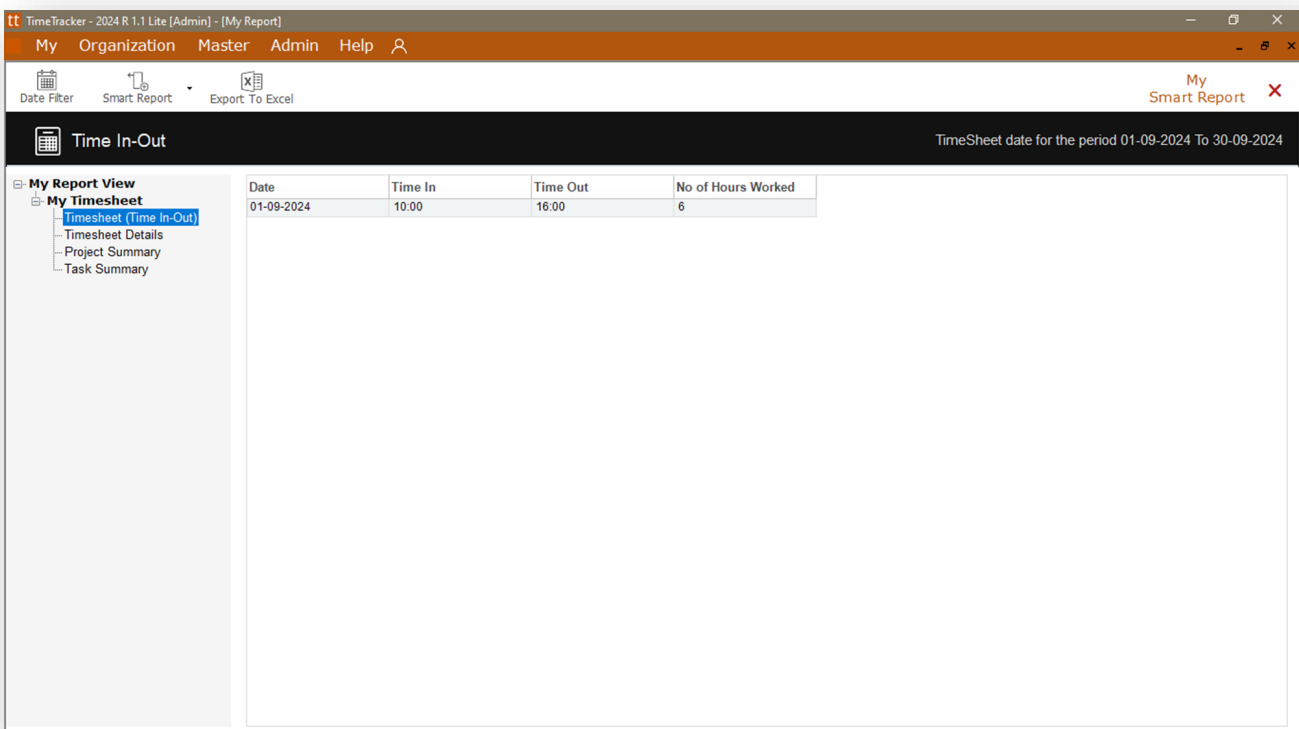 tt TimeTracker - 2024 R 1.1 Lite [Admin] - [My Report]
My Organization Master Admin Help
Date Filter Smart Report Export To Excel
My
Smart Report
Time In-Out
TimeSheet date for the period 01-09-2024 To 30-09-2024
My Report View
My Timesheet
Timesheet (Time In-Out)
Timesheet Details
Project Summary
Task Summary
Date Time In Time Out No of Hours Worked
01-09-2024 10:00 16:00 6